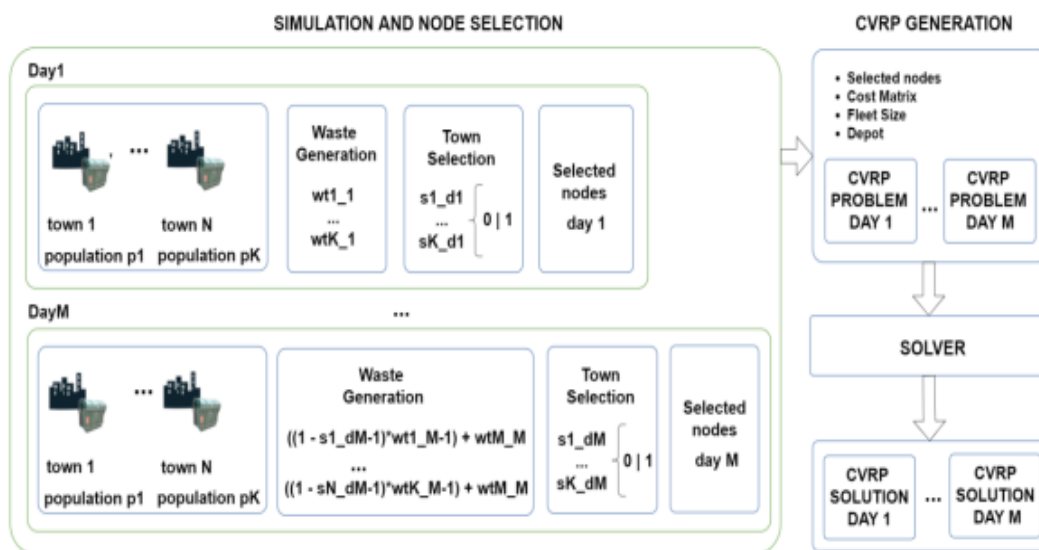 SIMULATION AND NODE SELECTION
Day1
, ...
town 1 town N
population p1 population pK
Waste
Generation
wt1_1
...
wtK_1
Town
Selection
s1_d1
...
sK_d1
0 | 1
Selected
nodes
day 1
DayM
...
...
town 1 town N
population p1 population pK
Waste
Generation
((1 - s1_dM-1)*wt1_M-1) + wtM_M
...
((1 - sN_dM-1)*wtK_M-1) + wtM_M
Town
Selection
s1_dM
...
sK_dM
0 | 1
Selected
nodes
day M
CVRP GENERATION
• Selected nodes
• Cost Matrix
• Fleet Size
• Depot
CVRP
PROBLEM
DAY 1
...
CVRP
PROBLEM
DAY M
SOLVER
CVRP
SOLUTION
DAY 1
...
CVRP
SOLUTION
DAY M